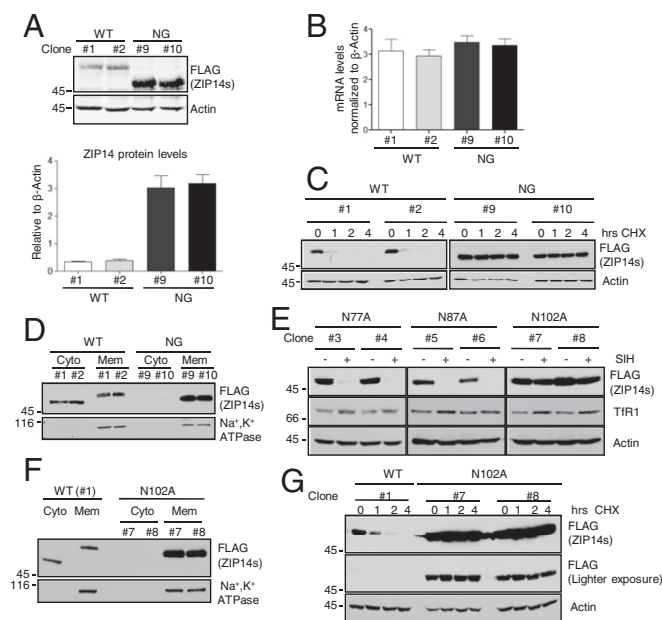 A
WT NG
Clone #1 #2 #9 #10
FLAG
(ZIP14s)
45
45
Actin
ZIP14 protein levels
Relative to β-Actin
4
3
2
1
0
#1 #2 #9 #10
WT NG
B
mRNA levels
normalized to β-Actin
5
4
3
2
1
0
#1 #2 #9 #10
WT NG
C
WT NG
#1 #2 #9 #10
0 1 2 4 0 1 2 4 0 1 2 4 0 1 2 4 hrs CHX
FLAG
(ZIP14s)
45
Actin
45
D
WT NG
Cyto Mem Cyto Mem
#1 #2 #1 #2 #9 #10 #9 #10
FLAG
(ZIP14s)
45
116
Na+,K+
ATPase
E
N77A N87A N102A
Clone #3 #4 #5 #6 #7 #8
- + - + - + - + - + - + SIH
FLAG
(ZIP14s)
45
TfR1
66
45
Actin
F
WT (#1) N102A
Cyto Mem Cyto Mem
#7 #8 #7 #8
FLAG
(ZIP14s)
45
116
Na+,K+
ATPase
G
WT N102A
Clone #1 #7 #8
0 1 2 4 0 1 2 4 0 1 2 4 hrs CHX
FLAG
(ZIP14s)
45
FLAG
(Lighter exposure)
45
45
Actin